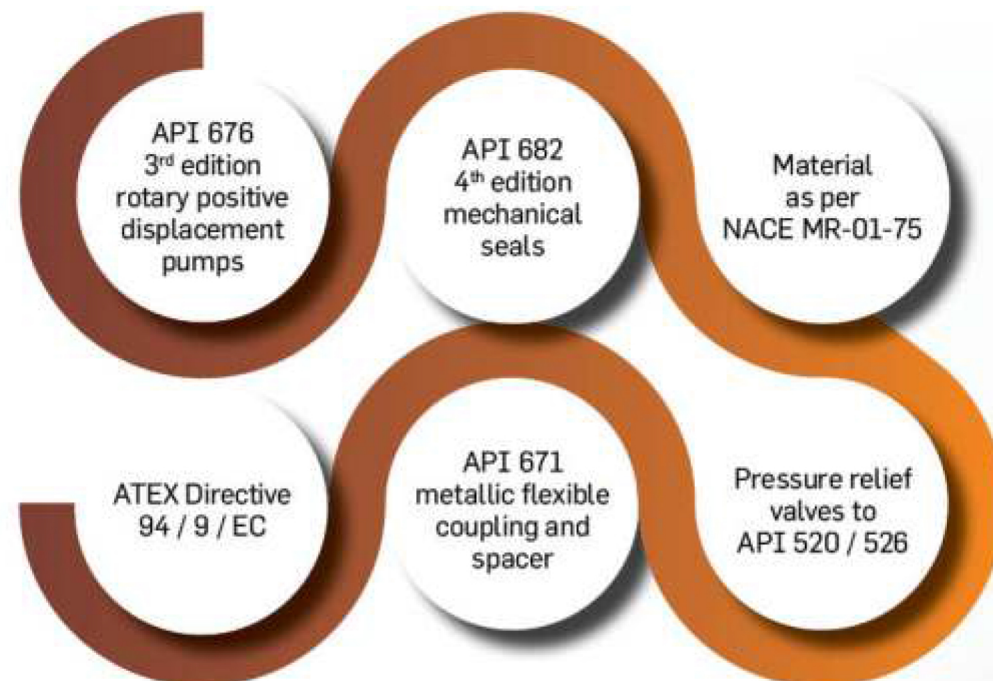 API 676
3rd edition
rotary positive
displacement
pumps
API 682
4th edition
mechanical
seals
Material
as per
NACE MR-01-75
ATEX Directive
94 / 9 / EC
API 671
metallic flexible
coupling and
spacer
Pressure relief
valves to
API 520 / 526